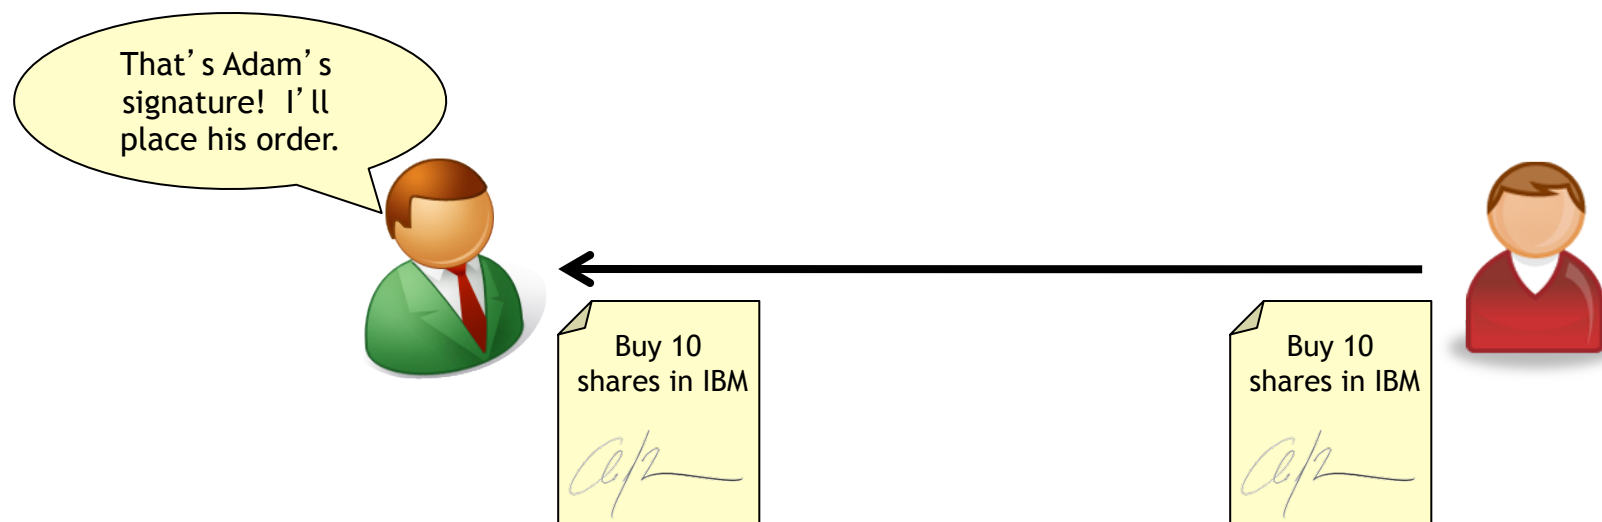 That's Adam's
signature! I'll
place his order.
Buy 10
shares in IBM
Buy 10
shares in IBM